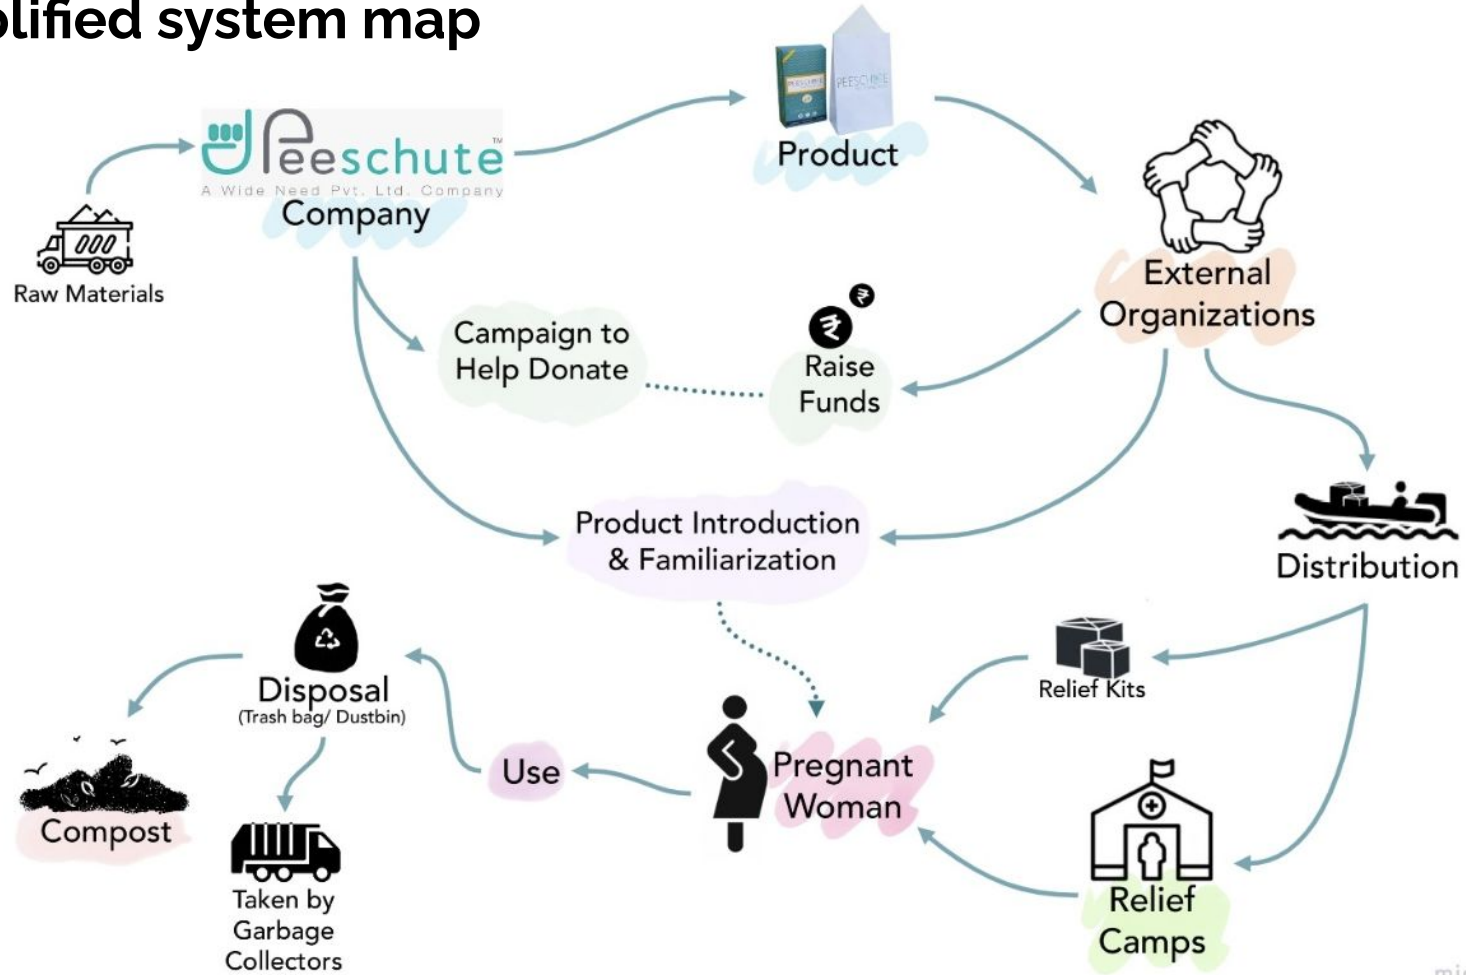 plified system map
Peeschute™
A Wide Need Pvt. Ltd. Company
Company
Raw Materials
PEESCHUTE
Product
External
Organizations
Campaign to
Help Donate
₹ ₹
Raise
Funds
Product Introduction
& Familiarization
Distribution
Relief Kits
Disposal
(Trash bag/ Dustbin)
Pregnant
Woman
Use
Compost
Taken by
Garbage
Collectors
Relief
Camps